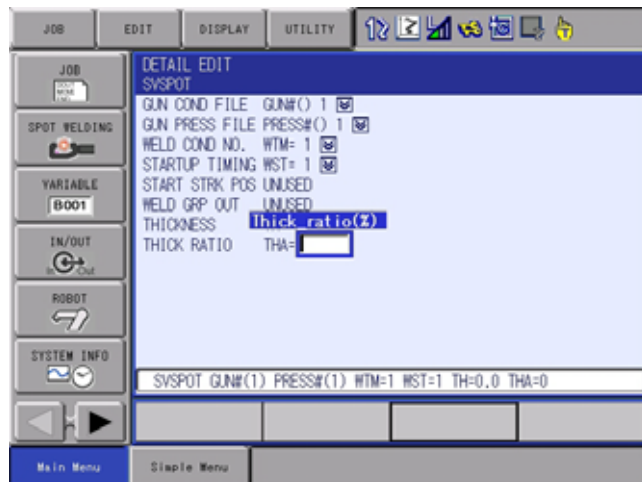 JOB EDIT DISPLAY UTILITY
JOB
SPOT WELDING
VARIABLE
B001
IN/OUT
In Out
ROBOT
SYSTEM INFO
DETAIL EDIT
SVSPOT
GUN COND FILE GUN#() 1
GUN PRESS FILE PRESS#() 1
WELD COND NO. WTM= 1
STARTUP TIMING WST= 1
START STRK POS UNUSED
WELD GRP OUT UNUSED
Thick ratio(%)
THICKNESS
THICK RATIO THA=
SVSPOT GUN#(1) PRESS#(1) WTM=1 WST=1 TH=0.0 THA=0
Main Menu Simple Menu